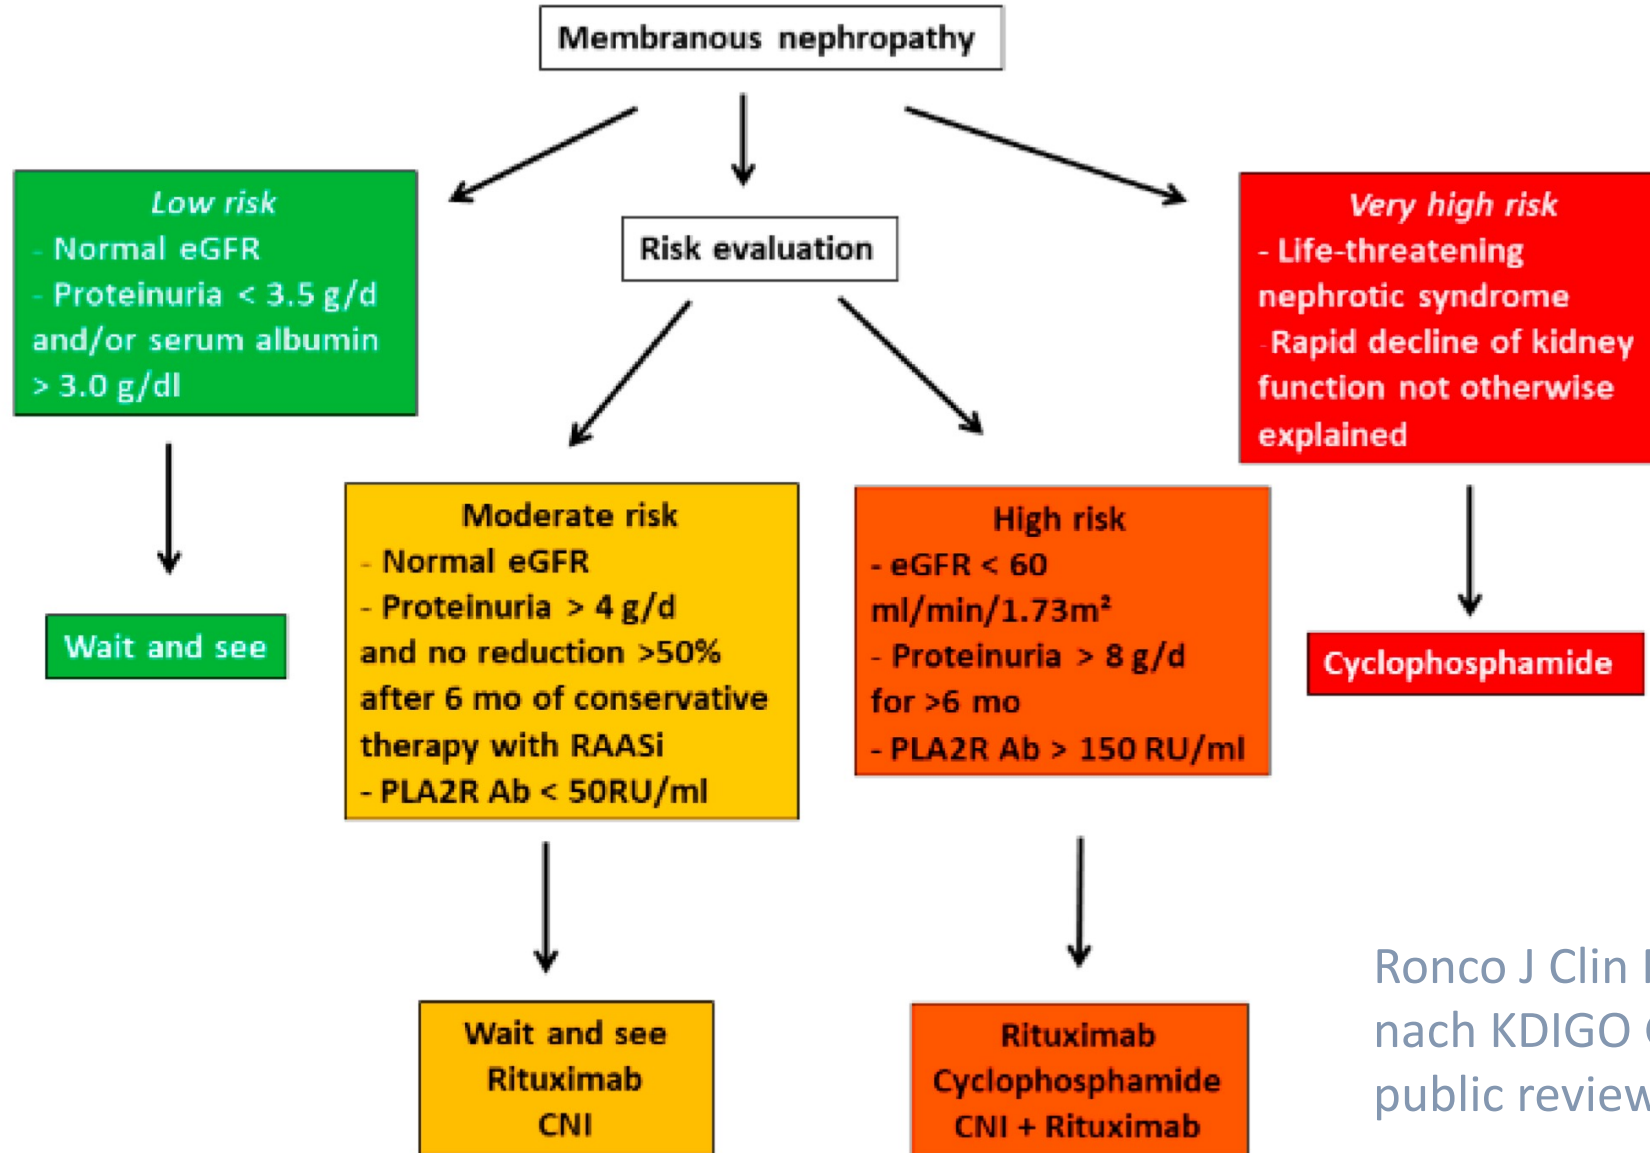 Membranous nephropathy
Low risk
- Normal eGFR
- Proteinuria < 3.5 g/d
and/or serum albumin
> 3.0 g/dl
Risk evaluation
Very high risk
- Life-threatening
nephrotic syndrome
-Rapid decline of kidney
function not otherwise
explained
Wait and see
Moderate risk
- Normal eGFR
- Proteinuria > 4 g/d
and no reduction >50%
after 6 mo of conservative
therapy with RAASi
- PLA2R Ab < 50RU/ml
High risk
- eGFR < 60
ml/min/1.73m²
- Proteinuria > 8 g/d
for >6 mo
- PLA2R Ab > 150 RU/ml
Cyclophosphamide
Wait and see
Rituximab
CNI
Rituximab
Cyclophosphamide
CNI + Rituximab
Ronco J Clin
nach KDIGO
public review